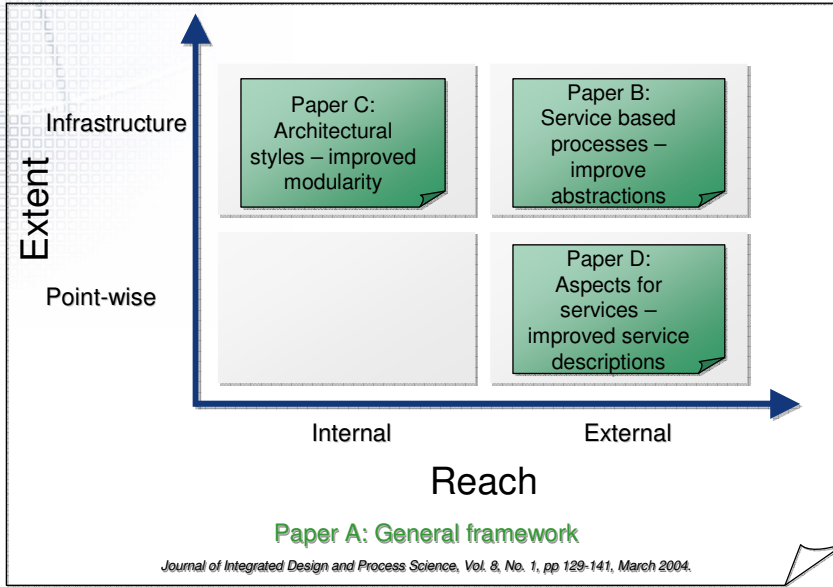 Extent
Infrastructure
Paper C:
Architectural
styles – improved
modularity
Paper B:
Service based
processes –
improve
abstractions
Point-wise
Paper D:
Aspects for
services –
improved service
descriptions
Internal
External
Reach
Paper A: General framework
Journal of Integrated Design and Process Science, Vol. 8, No. 1, pp 129-141, March 2004.